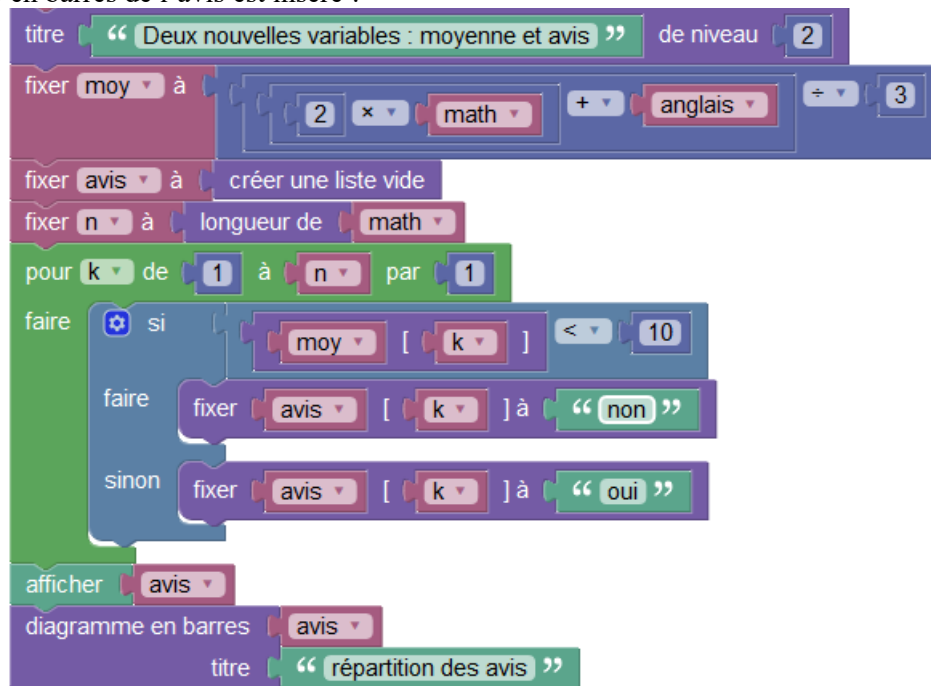 titre “ Deux nouvelles variables : moyenne et avis ” de niveau 2
fixer moy à 2 × math + anglais ÷ 3
fixer avis à créer une liste vide
fixer n à longueur de math
pour k de 1 à n par 1
faire si moy [ k ] < 10
faire fixer avis [ k ] à “ non ”
sinon fixer avis [ k ] à “ oui ”
afficher avis
diagramme en barres avis
titre “ répartition des avis ”